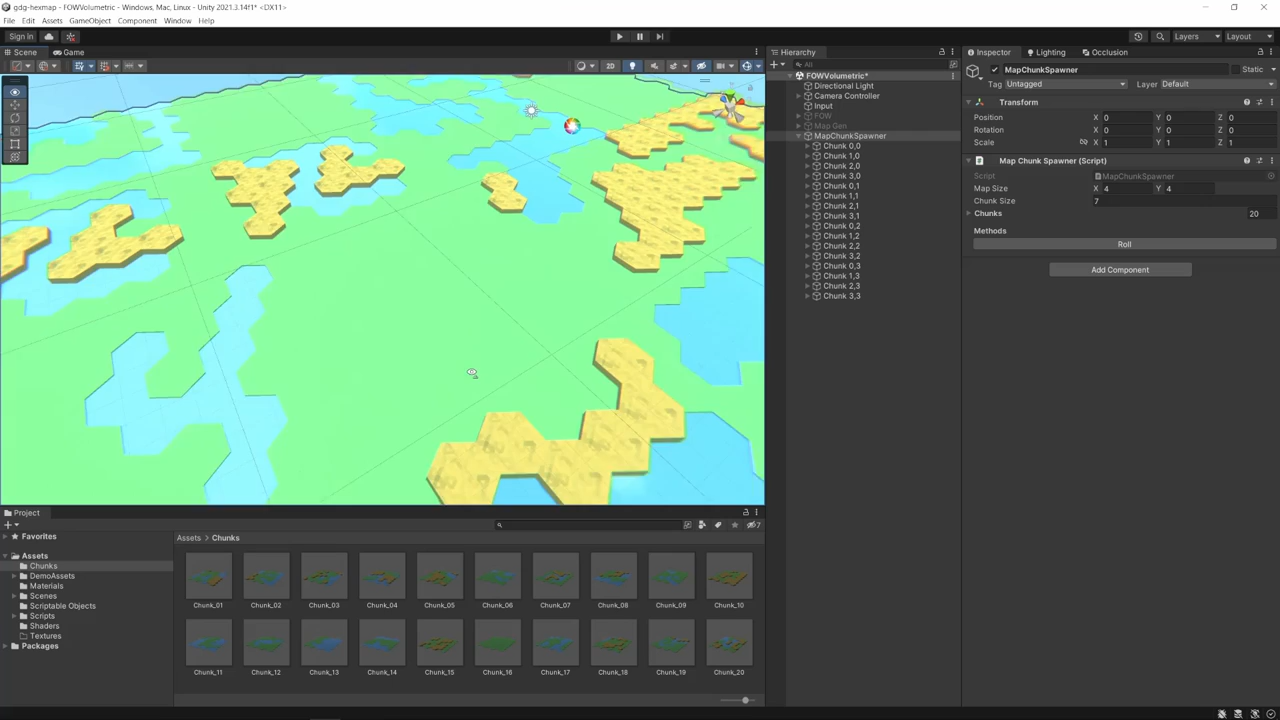 gdg-hexmap - FOWVolumetric - Windows, Mac, Linux - Unity 2021.3.14f1* <DX11>
File Edit Assets GameObject Component Window Help
Sign In
Layers
Layout
Scene
Game
2D
Hierarchy
All
FOWVolumetric*
Directional Light
Camera Controller
Input
FOW
Map Gen
MapChunkSpawner
Chunk 0,0
Chunk 1,0
Chunk 2,0
Chunk 3,0
Chunk 0,1
Chunk 1,1
Chunk 2,1
Chunk 3,1
Chunk 0,2
Chunk 1,2
Chunk 2,2
Chunk 3,2
Chunk 0,3
Chunk 1,3
Chunk 2,3
Chunk 3,3
Inspector Lighting Occlusion
MapChunkSpawner Static
Tag Untagged Layer Default
Transform
Position X 0 Y 0 Z 0
Rotation X 0 Y 0 Z 0
Scale X 1 Y 1 Z 1
Map Chunk Spawner (Script)
Script MapChunkSpawner
Map Size X 4 Y 4
Chunk Size 7
Chunks 20
Methods
Roll
Add Component
Project
7
Favorites
Assets
Chunks
DemoAssets
Materials
Scenes
Scriptable Objects
Scripts
Shaders
Textures
Packages
Assets > Chunks
Chunk_01 Chunk_02 Chunk_03 Chunk_04 Chunk_05 Chunk_06 Chunk_07 Chunk_08 Chunk_09 Chunk_10
Chunk_11 Chunk_12 Chunk_13 Chunk_14 Chunk_15 Chunk_16 Chunk_17 Chunk_18 Chunk_19 Chunk_20